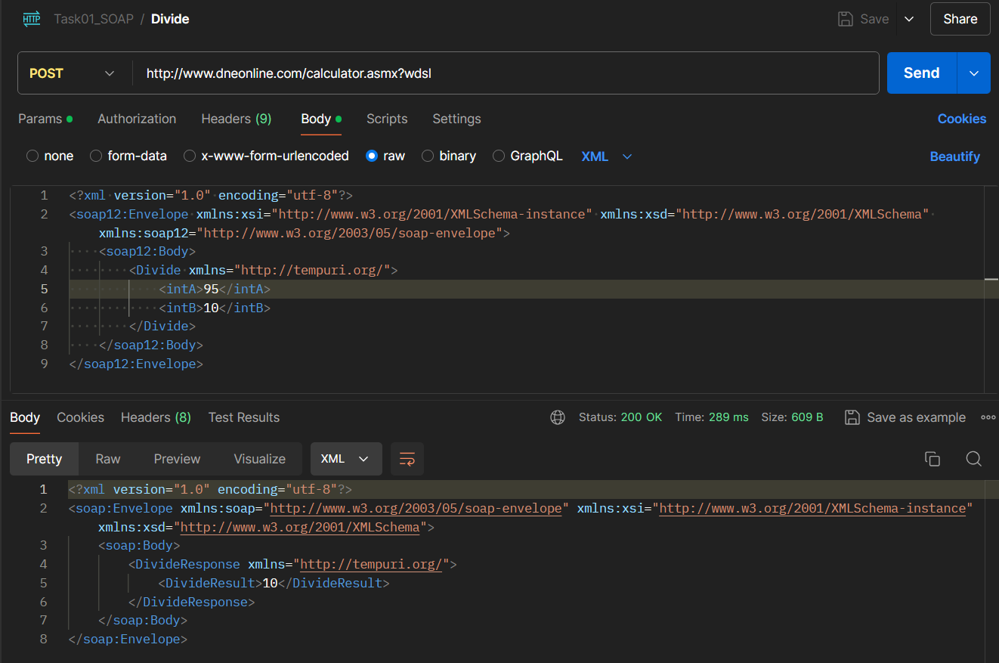 HTTP Task01_SOAP / Divide Save Share
POST http://www.dneonline.com/calculator.asmx?wdsl Send
Params Authorization Headers (9) Body Scripts Settings Cookies
none form-data x-www-form-urlencoded raw binary GraphQL XML Beautify
1 <?xml version="1.0" encoding="utf-8"?>
2 <soap12:Envelope xmlns:xsi="http://www.w3.org/2001/XMLSchema-instance" xmlns:xsd="http://www.w3.org/2001/XMLSchema"
xmlns:soap12="http://www.w3.org/2003/05/soap-envelope">
3 <soap12:Body>
4 <Divide xmlns="http://tempuri.org/">
5 <intA>95</intA>
6 <intB>10</intB>
7 </Divide>
8 </soap12:Body>
9 </soap12:Envelope>
Body Cookies Headers (8) Test Results Status: 200 OK Time: 289 ms Size: 609 B Save as example
Pretty Raw Preview Visualize XML
1 <?xml version="1.0" encoding="utf-8"?>
2 <soap:Envelope xmlns:soap="http://www.w3.org/2003/05/soap-envelope" xmlns:xsi="http://www.w3.org/2001/XMLSchema-instance"
xmlns:xsd="http://www.w3.org/2001/XMLSchema">
3 <soap:Body>
4 <DivideResponse xmlns="http://tempuri.org/">
5 <DivideResult>10</DivideResult>
6 </DivideResponse>
7 </soap:Body>
8 </soap:Envelope>